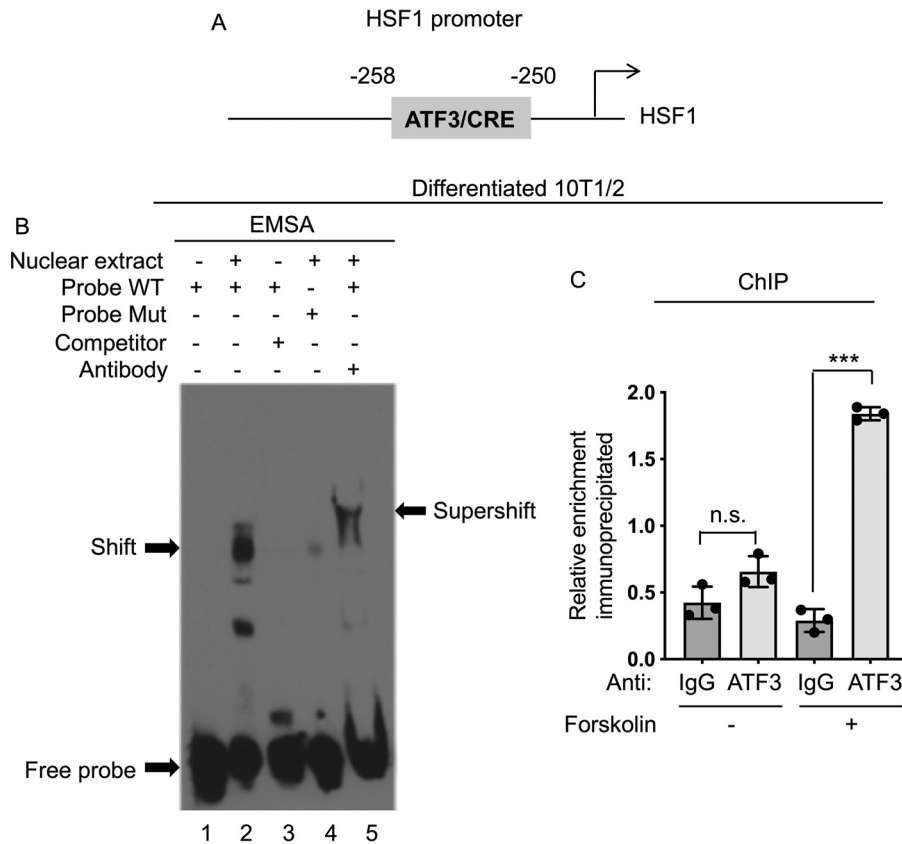 A
HSF1 promoter
-258 -250
ATF3/CRE
HSF1
Differentiated 10T1/2
B
EMSA
Nuclear extract - + - + +
Probe WT + + + - +
Probe Mut - - - + -
Competitor - - + - -
Antibody - - - - +
Shift
Supershift
Free probe
1 2 3 4 5
C
ChIP
***
n.s.
Relative enrichment
immunoprecipitated
2.0
1.5
1.0
0.5
0.0
Anti: IgG ATF3 IgG ATF3
Forskolin - +